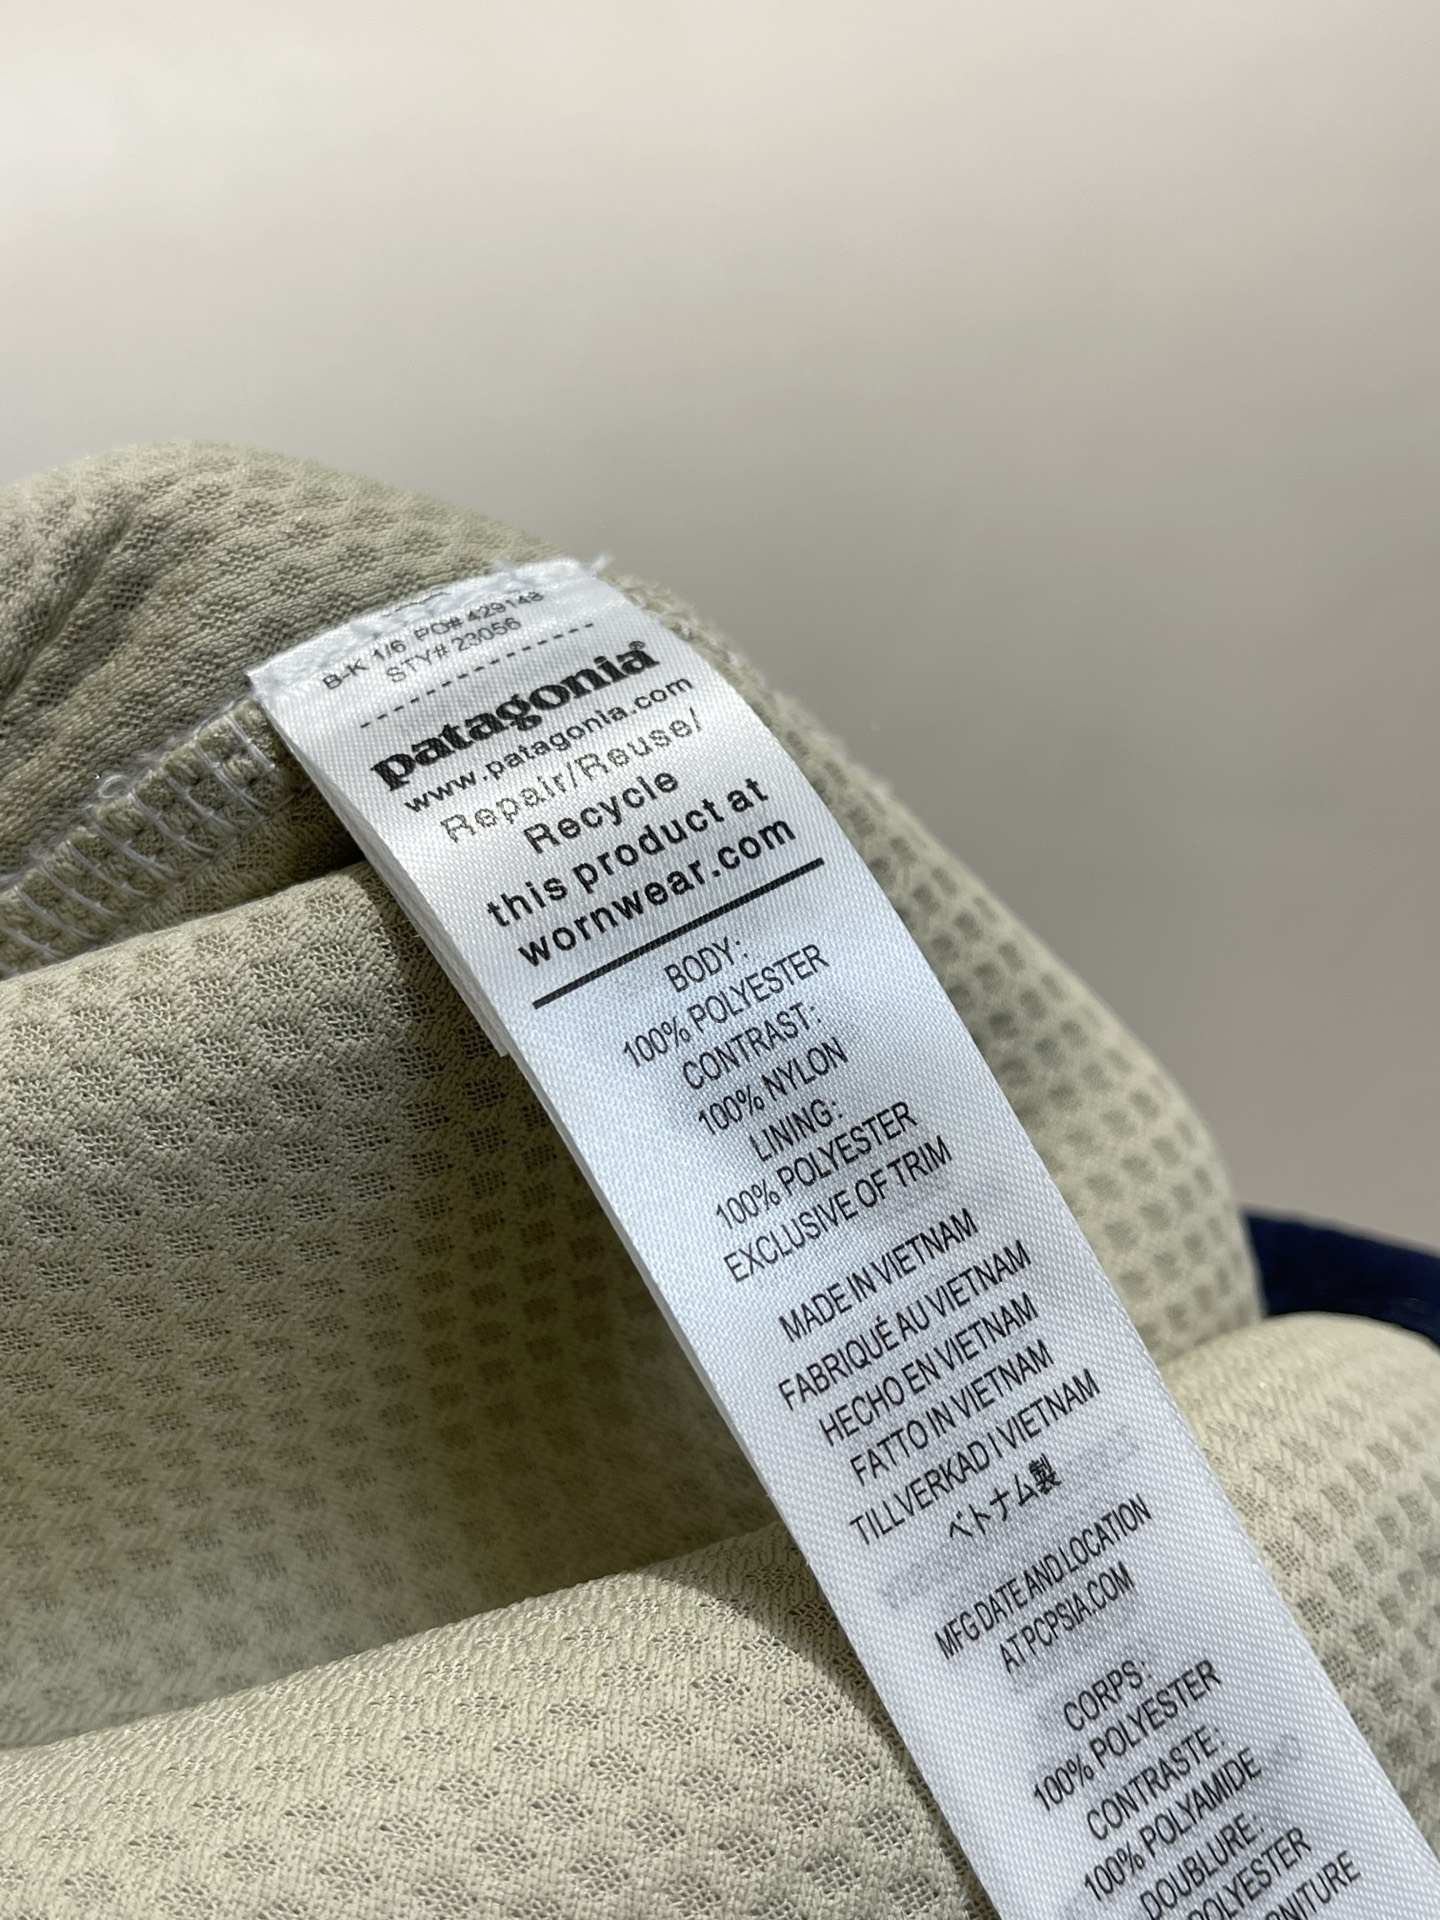 B-K 1/6 PO# 429148
STY# 23056
patagonia®
www.patagonia.com
Repair/Reuse/
Recycle
this product at
wornwear.com
BODY:
100% POLYESTER
CONTRAST:
100% NYLON
LINING:
100% POLYESTER
EXCLUSIVE OF TRIM
MADE IN VIETNAM
FABRIQUÉ AU VIETNAM
HECHO EN VIETNAM
FATTO IN VIETNAM
TILLVERKAD I VIETNAM
ベトナム製
MFG DATE AND LOCATION
AT PCPSIA.COM
CORPS:
100% POLYESTER
CONTRASTE:
100% POLYAMIDE
DOUBLURE:
POLYESTER